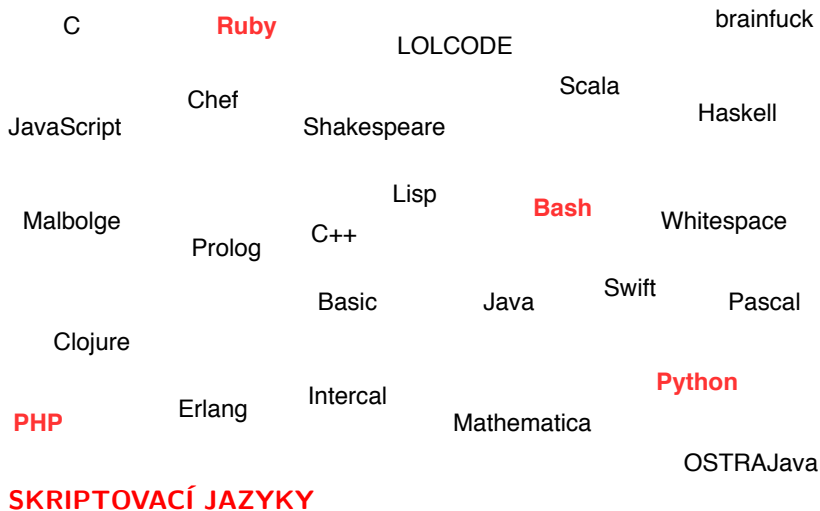 C
Ruby
LOLCODE
brainfuck
Chef
Scala
JavaScript
Shakespeare
Haskell
Lisp
Bash
Malbolge
Prolog
C++
Whitespace
Basic
Java
Swift
Pascal
Clojure
Python
PHP
Erlang
Intercal
Mathematica
OSTRAJava
SKRIPTOVACÍ JAZYKY